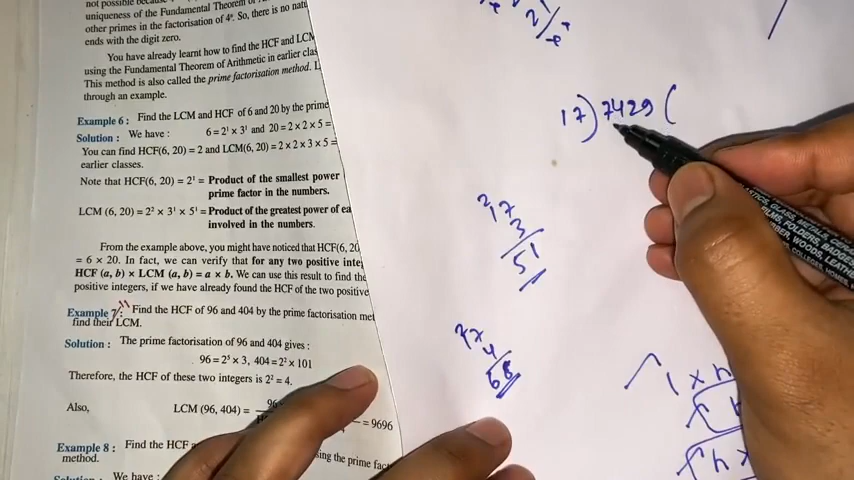 not possible because
uniqueness of the Fundamental Theorem of
other primes in the factorisation of 4ⁿ. So, there is no natu
ends with the digit zero.
You have already learnt how to find the HCF and LCM
using the Fundamental Theorem of Arithmetic in earlier clas
This method is also called the prime factorisation method. L
through an example.
Example 6 : Find the LCM and HCF of 6 and 20 by the prime
Solution : We have : 6 = 2¹ × 3¹ and 20 = 2 × 2 × 5 =
You can find HCF(6, 20) = 2 and LCM(6, 20) = 2 × 2 × 3 × 5 =
earlier classes.
Note that HCF(6, 20) = 2¹ = Product of the smallest power
prime factor in the numbers.
LCM (6, 20) = 2² × 3¹ × 5¹ = Product of the greatest power of ea
involved in the numbers.
From the example above, you might have noticed that HCF(6, 20
= 6 × 20. In fact, we can verify that for any two positive inte
HCF (a, b) × LCM (a, b) = a × b. We can use this result to find the
positive integers, if we have already found the HCF of the two positive
Example 7 : Find the HCF of 96 and 404 by the prime factorisation met
find their LCM.
Solution : The prime factorisation of 96 and 404 gives :
96 = 2⁵ × 3, 404 = 2² × 101
Therefore, the HCF of these two integers is 2² = 4.
Also, LCM (96, 404) = 96
= 9696
Example 8 : Find the HCF
sing the prime fac
method.
Solution : We have :
17 ) 7429 (
51
68